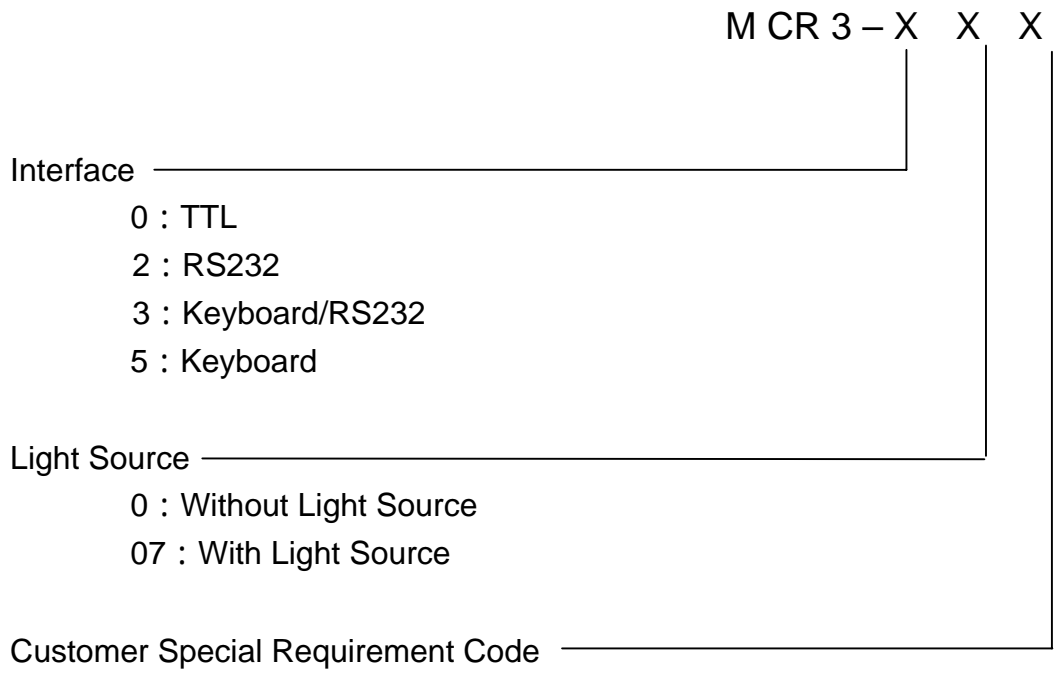 M CR 3 – X X X
Interface
0 : TTL
2 : RS232
3 : Keyboard/RS232
5 : Keyboard
Light Source
0 : Without Light Source
07 : With Light Source
Customer Special Requirement Code